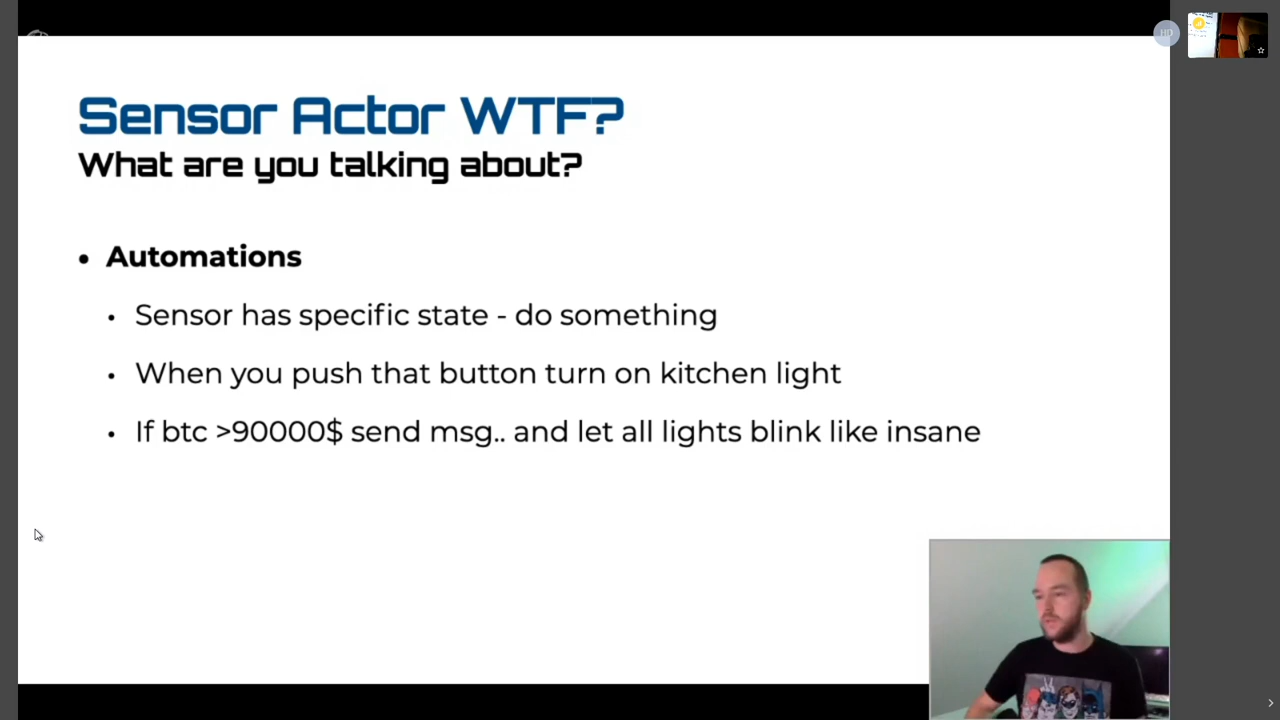 Sensor Actor WTF?
What are you talking about?
• Automations
• Sensor has specific state - do something
• When you push that button turn on kitchen light
• If btc >90000$ send msg.. and let all lights blink like insane
HD